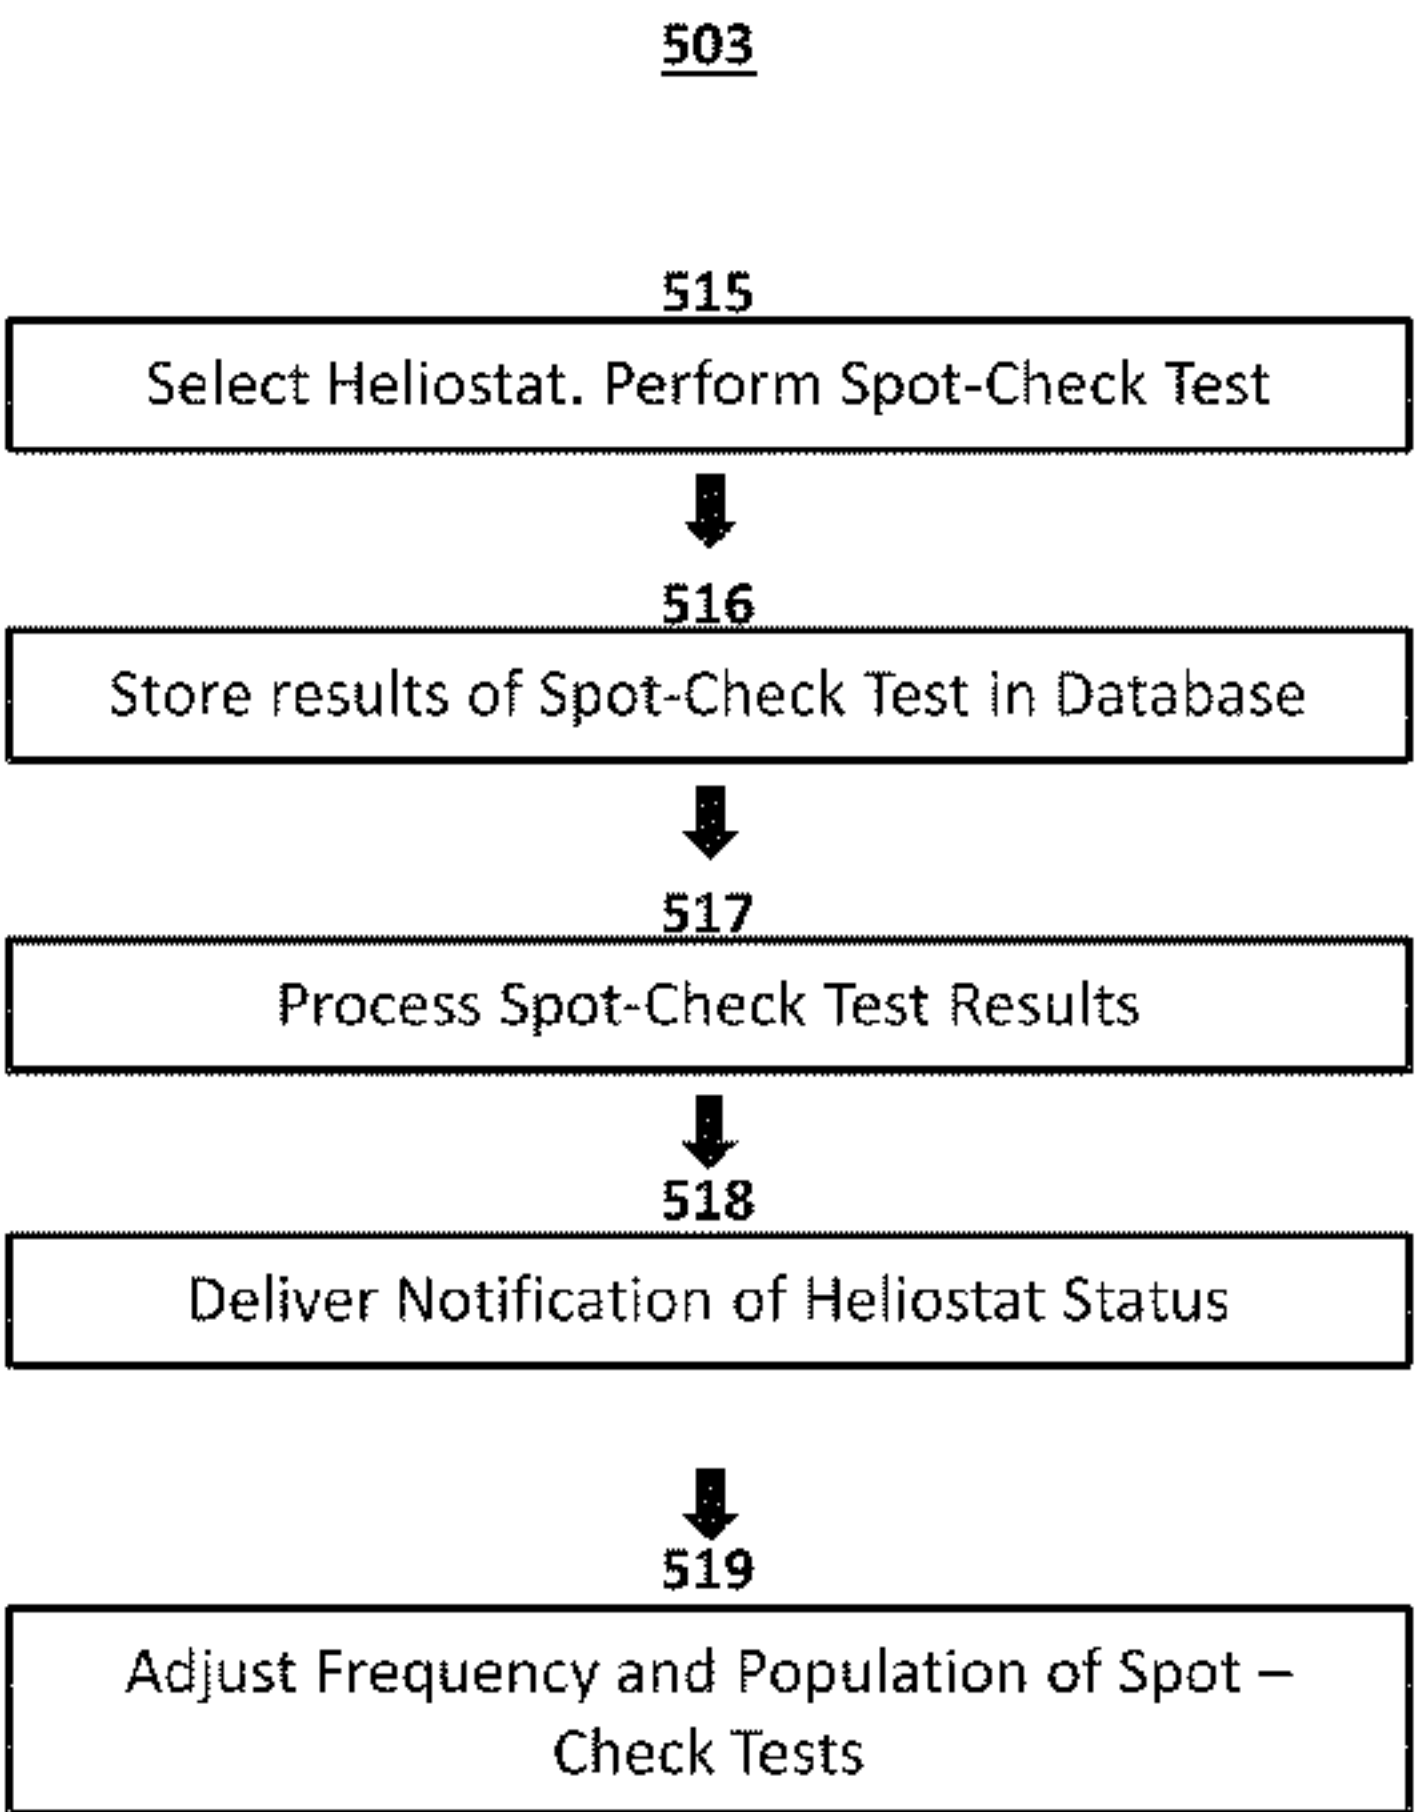 503
515
Select Heliostat. Perform Spot-Check Test
516
Store results of Spot-Check Test in Database
517
Process Spot-Check Test Results
518
Deliver Notification of Heliostat Status
519
Adjust Frequency and Population of Spot –
Check Tests